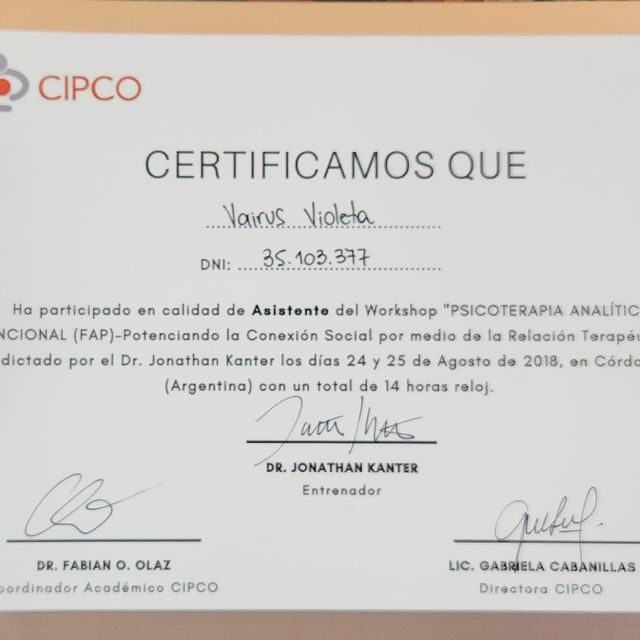 CIPCO
CERTIFICAMOS QUE
Vairus Violeta
DNI: 35.103.377
Ha participado en calidad de Asistente del Workshop "PSICOTERAPIA ANALÍTIC
NCIONAL (FAP)-Potenciando la Conexión Social por medio de la Relación Terapéu
dictado por el Dr. Jonathan Kanter los días 24 y 25 de Agosto de 2018, en Córdo
(Argentina) con un total de 14 horas reloj.
DR. JONATHAN KANTER
Entrenador
DR. FABIAN O. OLAZ
oordinador Académico CIPCO
LIC. GABRIELA CABANILLAS
Directora CIPCO